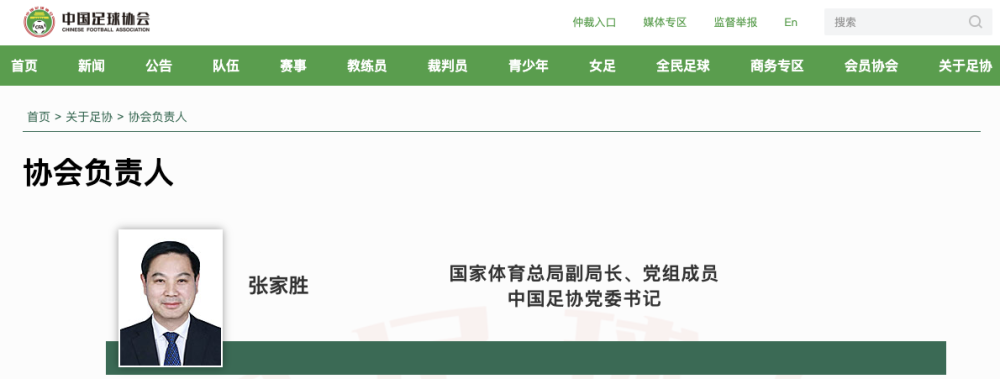 中国足球协会
CHINESE FOOTBALL ASSOCIATION
CFA
仲裁入口 媒体专区 监督举报 En 搜索
首页 新闻 公告 队伍 赛事 教练员 裁判员 青少年 女足 全民足球 商务专区 会员协会 关于足协
首页 > 关于足协 > 协会负责人
协会负责人
张家胜
国家体育总局副局长、党组成员
中国足协党委书记